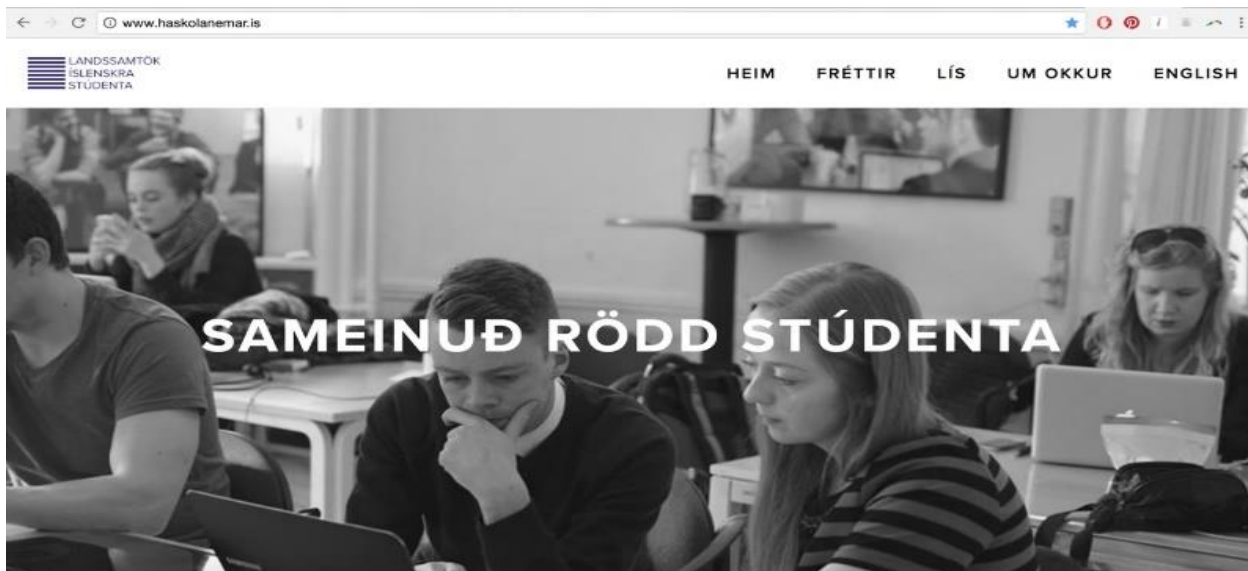 www.haskolanemar.is
LANDSSAMTÖK
ÍSLENSKRA
STÚDENTA
HEIM FRÉTTIR LÍS UM OKKUR ENGLISH
SAMEINUÐ RÖDD STÚDENTA